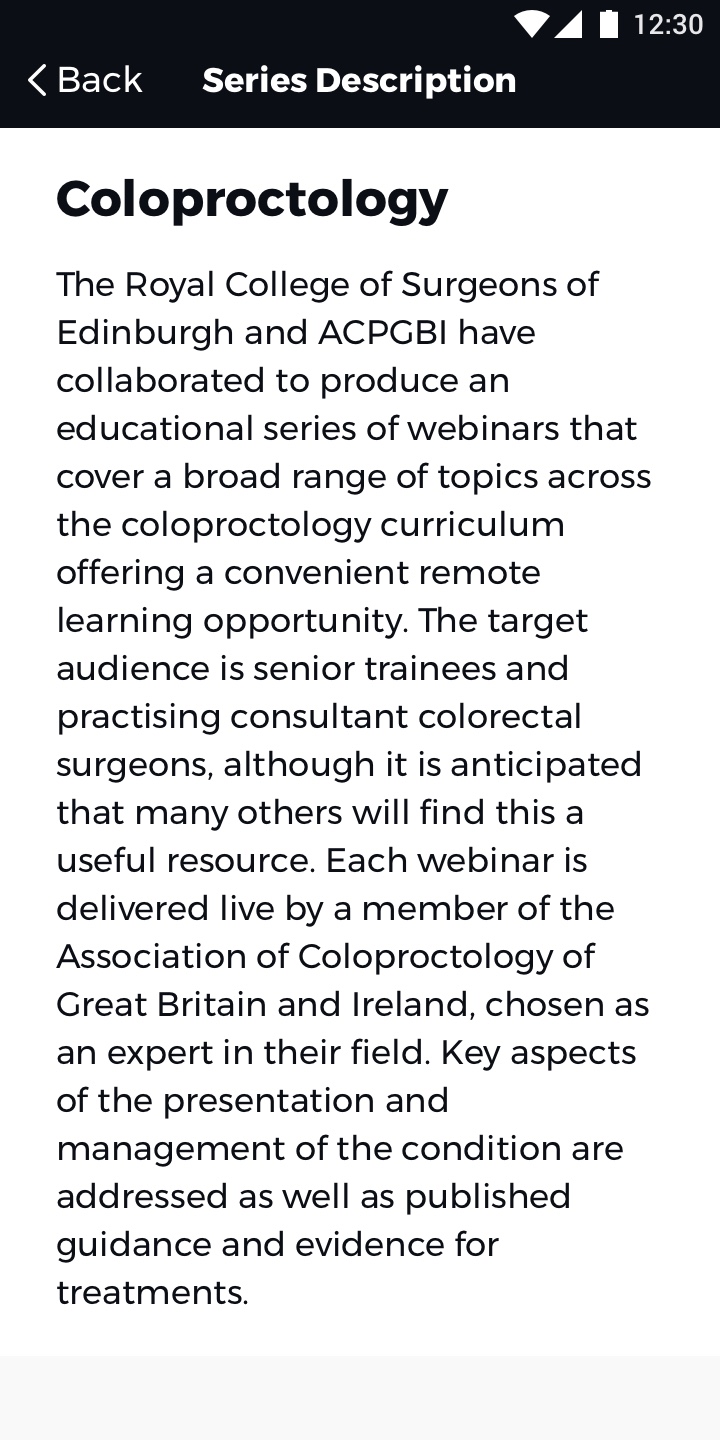 12:30
Back
Series Description
Coloproctology
The Royal College of Surgeons of
Edinburgh and ACPGBI have
collaborated to produce an
educational series of webinars that
cover a broad range of topics across
the coloproctology curriculum
offering a convenient remote
learning opportunity. The target
audience is senior trainees and
practising consultant colorectal
surgeons, although it is anticipated
that many others will find this a
useful resource. Each webinar is
delivered live by a member of the
Association of Coloproctology of
Great Britain and Ireland, chosen as
an expert in their field. Key aspects
of the presentation and
management of the condition are
addressed as well as published
guidance and evidence for
treatments.